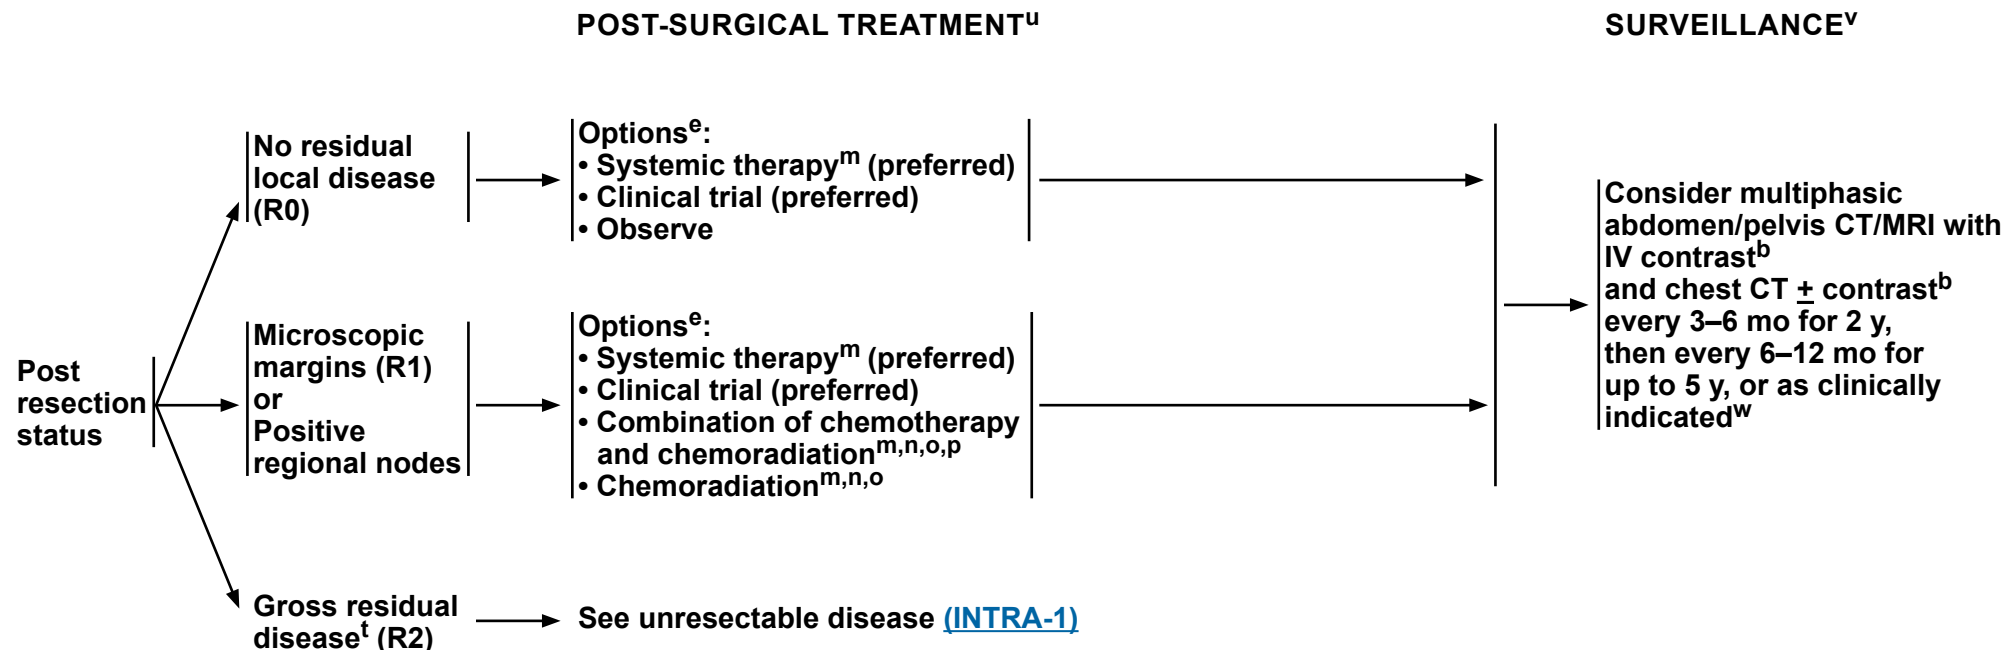 POST-SURGICAL TREATMENTᵘ
SURVEILLANCEᵛ
Post
resection
status
No residual
local disease
(R0)
Optionsᵉ:
• Systemic therapyᵐ (preferred)
• Clinical trial (preferred)
• Observe
Microscopic
margins (R1)
or
Positive
regional nodes
Optionsᵉ:
• Systemic therapyᵐ (preferred)
• Clinical trial (preferred)
• Combination of chemotherapy
and chemoradiationᵐ,ⁿ,ᵒ,ᵖ
• Chemoradiationᵐ,ⁿ,ᵒ
Gross residual
diseaseᵗ (R2)
See unresectable disease (INTRA-1)
Consider multiphasic
abdomen/pelvis CT/MRI with
IV contrastᵇ
and chest CT ± contrastᵇ
every 3–6 mo for 2 y,
then every 6–12 mo for
up to 5 y, or as clinically
indicatedʷ